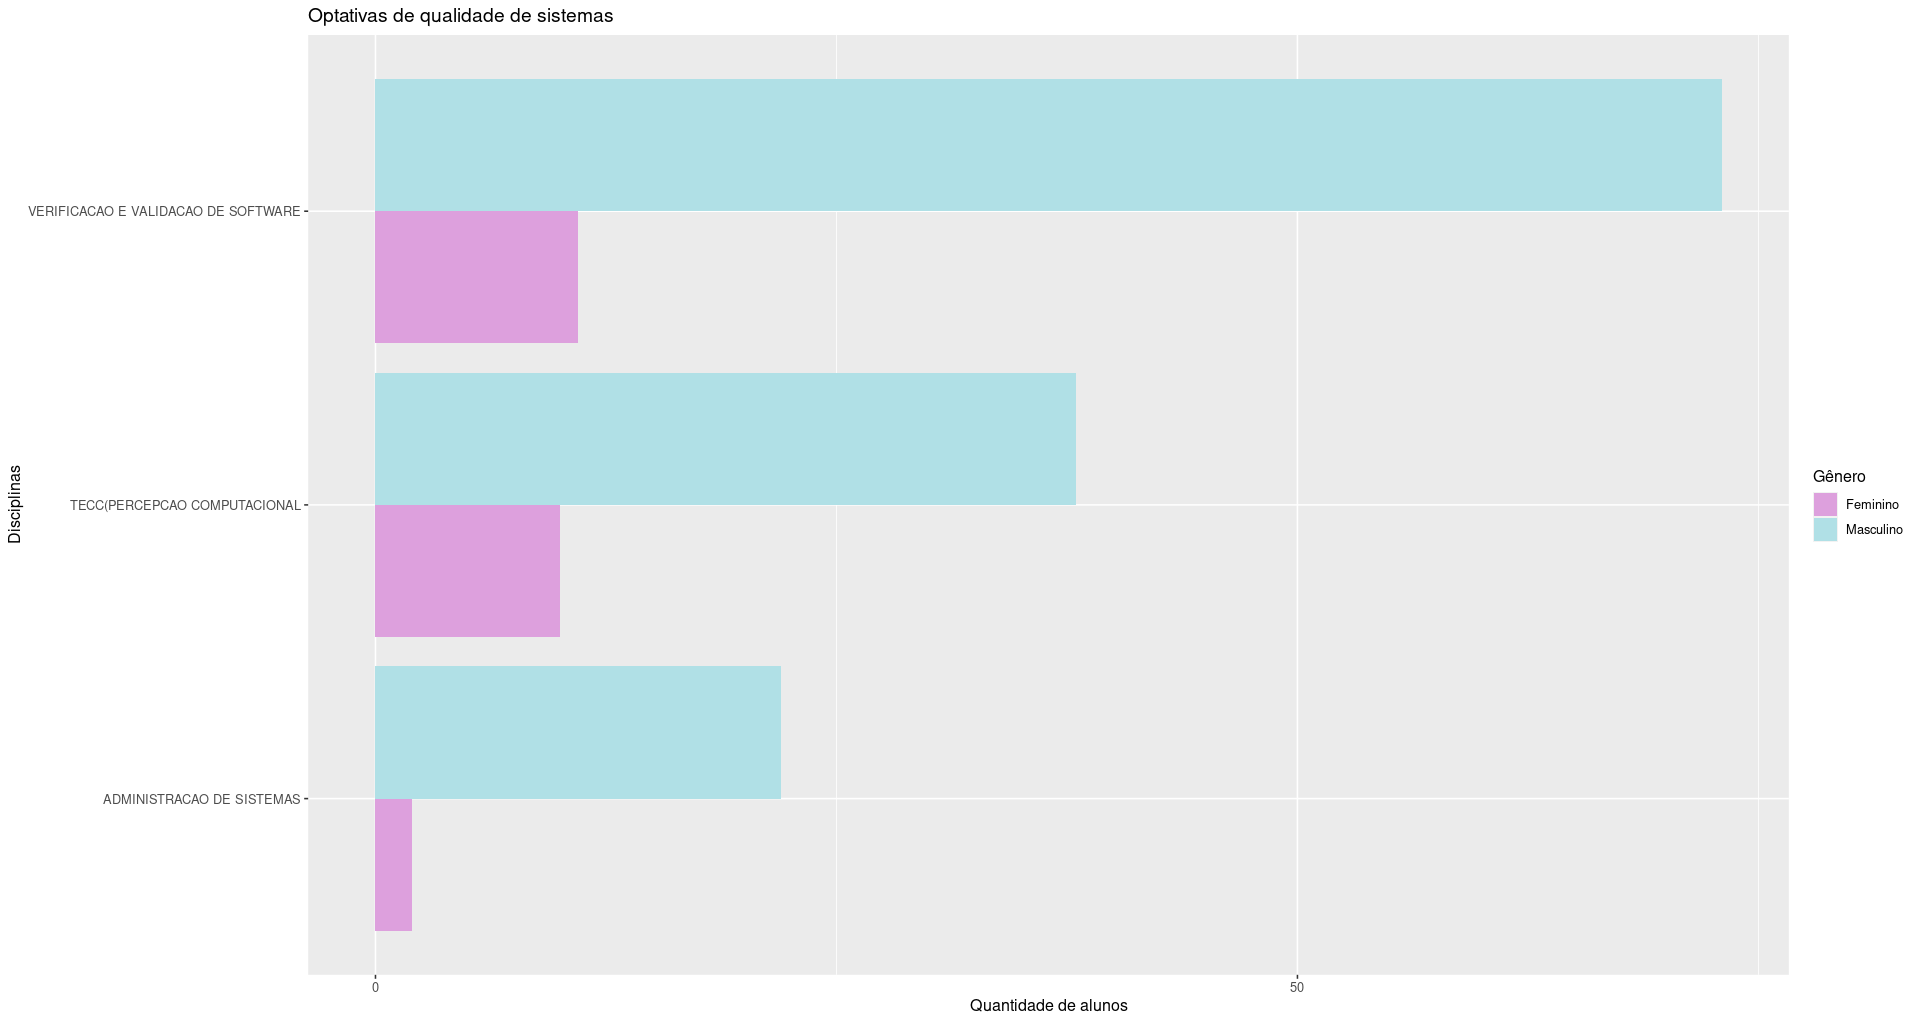 Optativas de qualidade de sistemas
VERIFICACAO E VALIDACAO DE SOFTWARE
TECC(PERCEPCAO COMPUTACIONAL
ADMINISTRACAO DE SISTEMAS
Disciplinas
0
50
Quantidade de alunos
Gênero
Feminino
Masculino